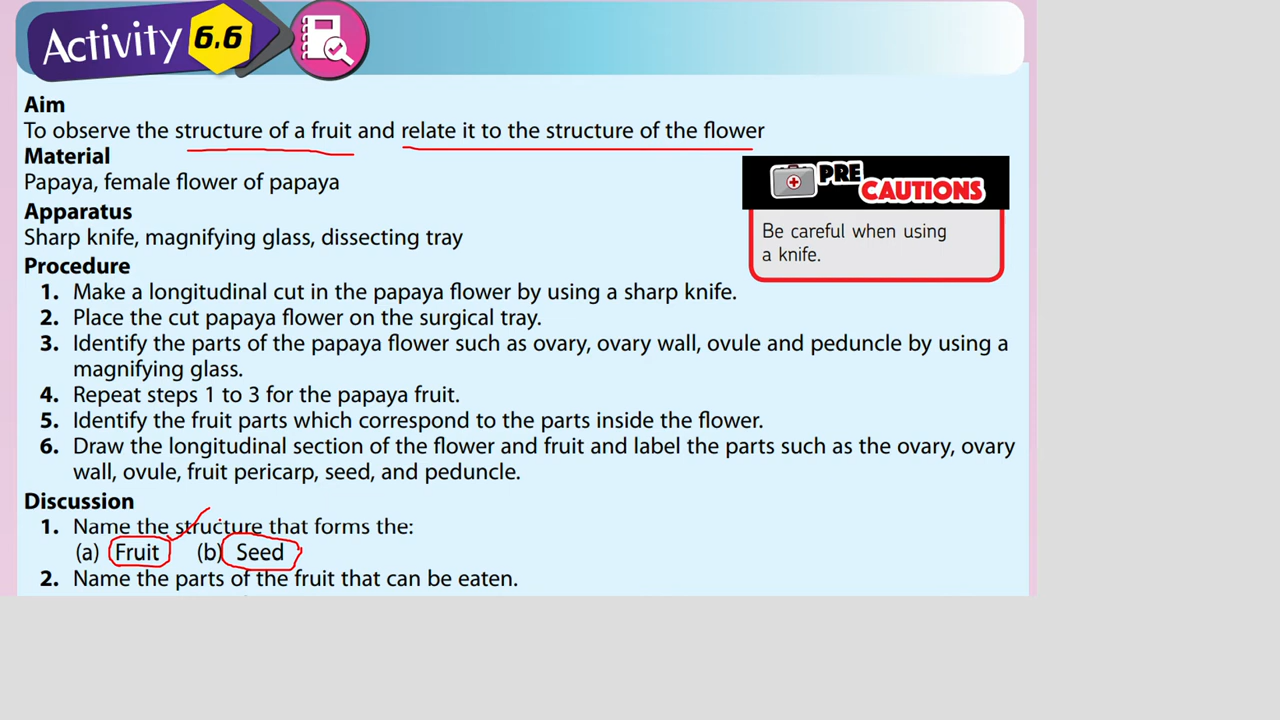 Activity 6.6
Aim
To observe the structure of a fruit and relate it to the structure of the flower
Material
Papaya, female flower of papaya
Apparatus
Sharp knife, magnifying glass, dissecting tray
PRE CAUTIONS
Be careful when using
a knife.
Procedure
1. Make a longitudinal cut in the papaya flower by using a sharp knife.
2. Place the cut papaya flower on the surgical tray.
3. Identify the parts of the papaya flower such as ovary, ovary wall, ovule and peduncle by using a
magnifying glass.
4. Repeat steps 1 to 3 for the papaya fruit.
5. Identify the fruit parts which correspond to the parts inside the flower.
6. Draw the longitudinal section of the flower and fruit and label the parts such as the ovary, ovary
wall, ovule, fruit pericarp, seed, and peduncle.
Discussion
1. Name the structure that forms the:
(a) Fruit (b) Seed
2. Name the parts of the fruit that can be eaten.